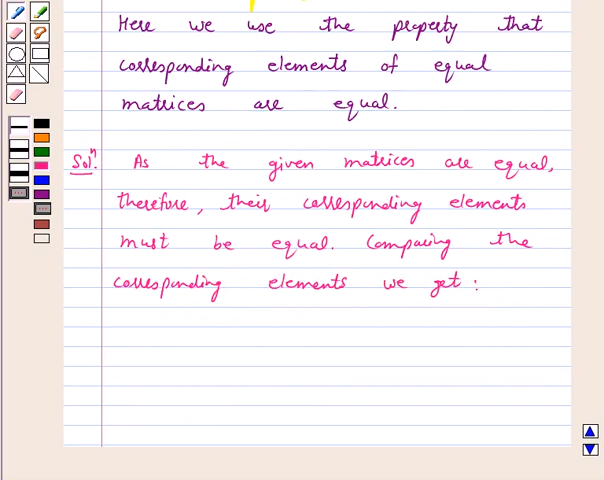 Here we use the property that
corresponding elements of equal
matrices are equal.
Solⁿ. As the given matrices are equal,
therefore, their corresponding elements
must be equal. Comparing the
corresponding elements we get :